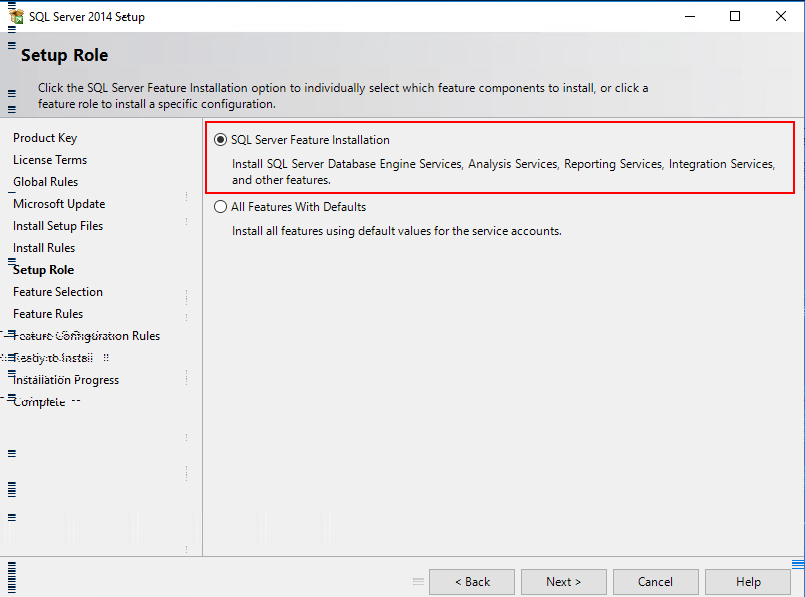 SQL Server 2014 Setup
Setup Role
Click the SQL Server Feature Installation option to individually select which feature components to install, or click a
feature role to install a specific configuration.
Product Key
License Terms
Global Rules
Microsoft Update
Install Setup Files
Install Rules
Setup Role
Feature Selection
Feature Rules
Feature Configuration Rules
Ready to Install
Installation Progress
Complete
SQL Server Feature Installation
Install SQL Server Database Engine Services, Analysis Services, Reporting Services, Integration Services,
and other features.
All Features With Defaults
Install all features using default values for the service accounts.
< Back
Next >
Cancel
Help